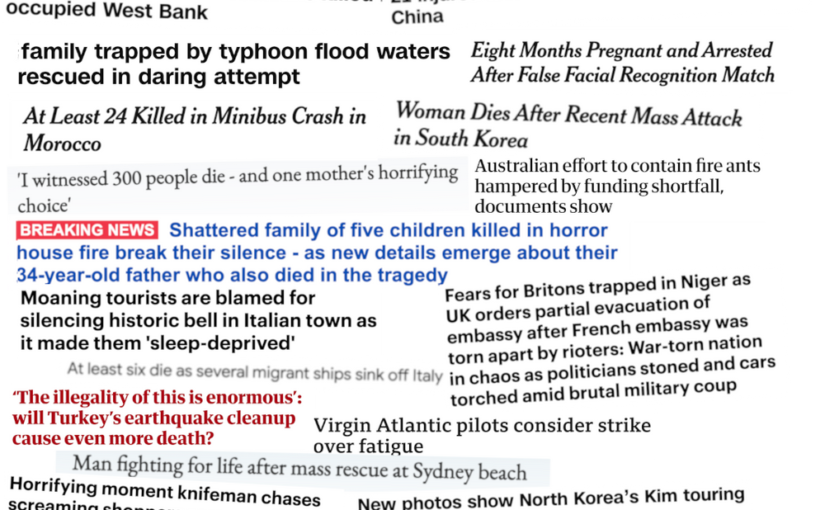 occupied West Bank
China
family trapped by typhoon flood waters
rescued in daring attempt
Eight Months Pregnant and Arrested
After False Facial Recognition Match
At Least 24 Killed in Minibus Crash in
Morocco
Woman Dies After Recent Mass Attack
in South Korea
'I witnessed 300 people die - and one mother's horrifying
choice'
Australian effort to contain fire ants
hampered by funding shortfall,
documents show
BREAKING NEWS Shattered family of five children killed in horror
house fire break their silence - as new details emerge about their
34-year-old father who also died in the tragedy
Moaning tourists are blamed for
silencing historic bell in Italian town as
it made them 'sleep-deprived'
Fears for Britons trapped in Niger as
UK orders partial evacuation of
embassy after French embassy was
torn apart by rioters: War-torn nation
in chaos as politicians stoned and cars
torched amid brutal military coup
At least six die as several migrant ships sink off Italy
'The illegality of this is enormous':
will Turkey's earthquake cleanup
cause even more death?
Virgin Atlantic pilots consider strike
over fatigue
Man fighting for life after mass rescue at Sydney beach
Horrifying moment knifeman chases
New photos show North Korea's Kim touring